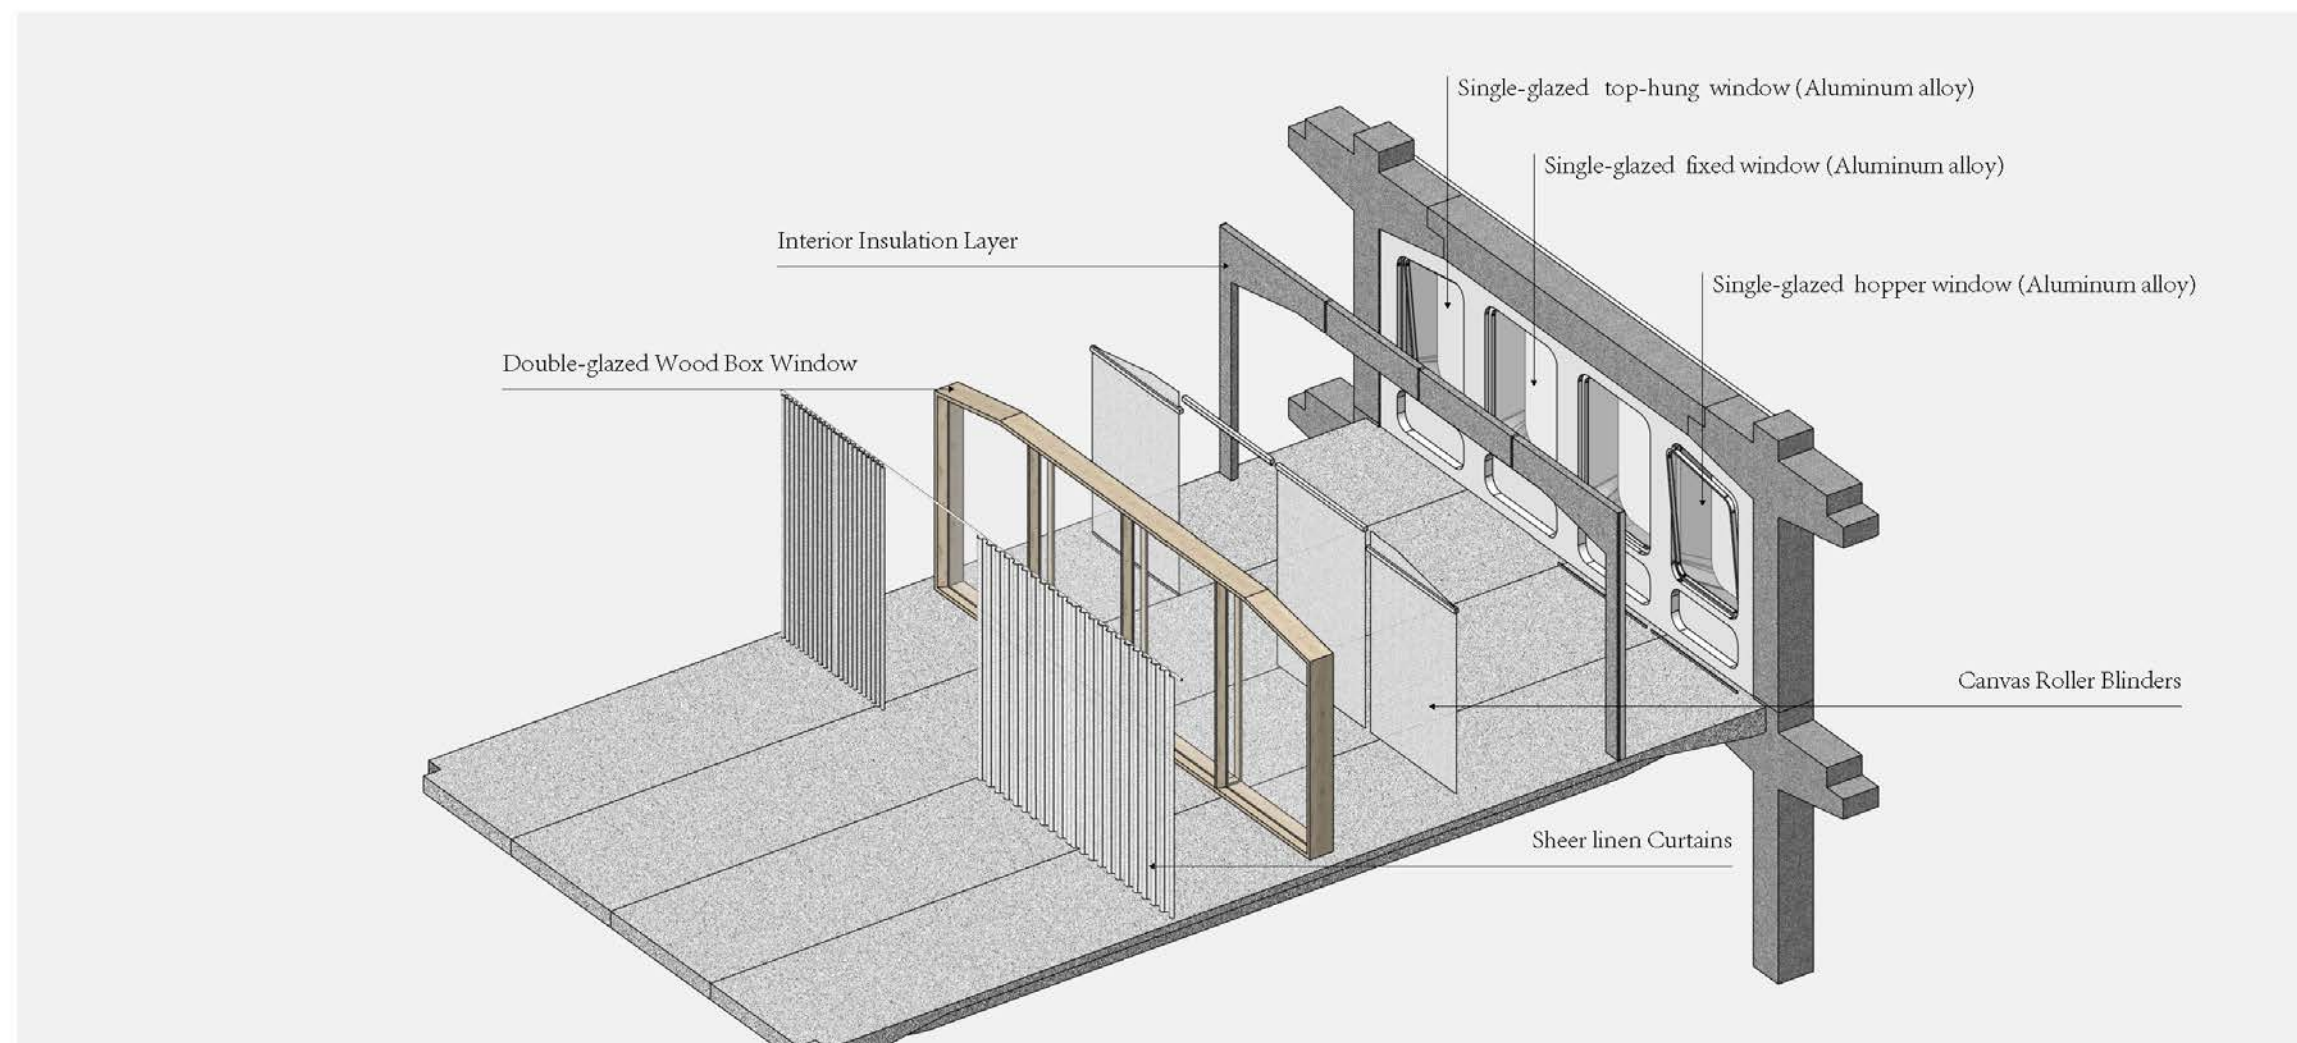 Single-glazed top-hung window (Aluminum alloy)
Single-glazed fixed window (Aluminum alloy)
Interior Insulation Layer
Single-glazed hopper window (Aluminum alloy)
Double-glazed Wood Box Window
Canvas Roller Blinders
Sheer linen Curtains